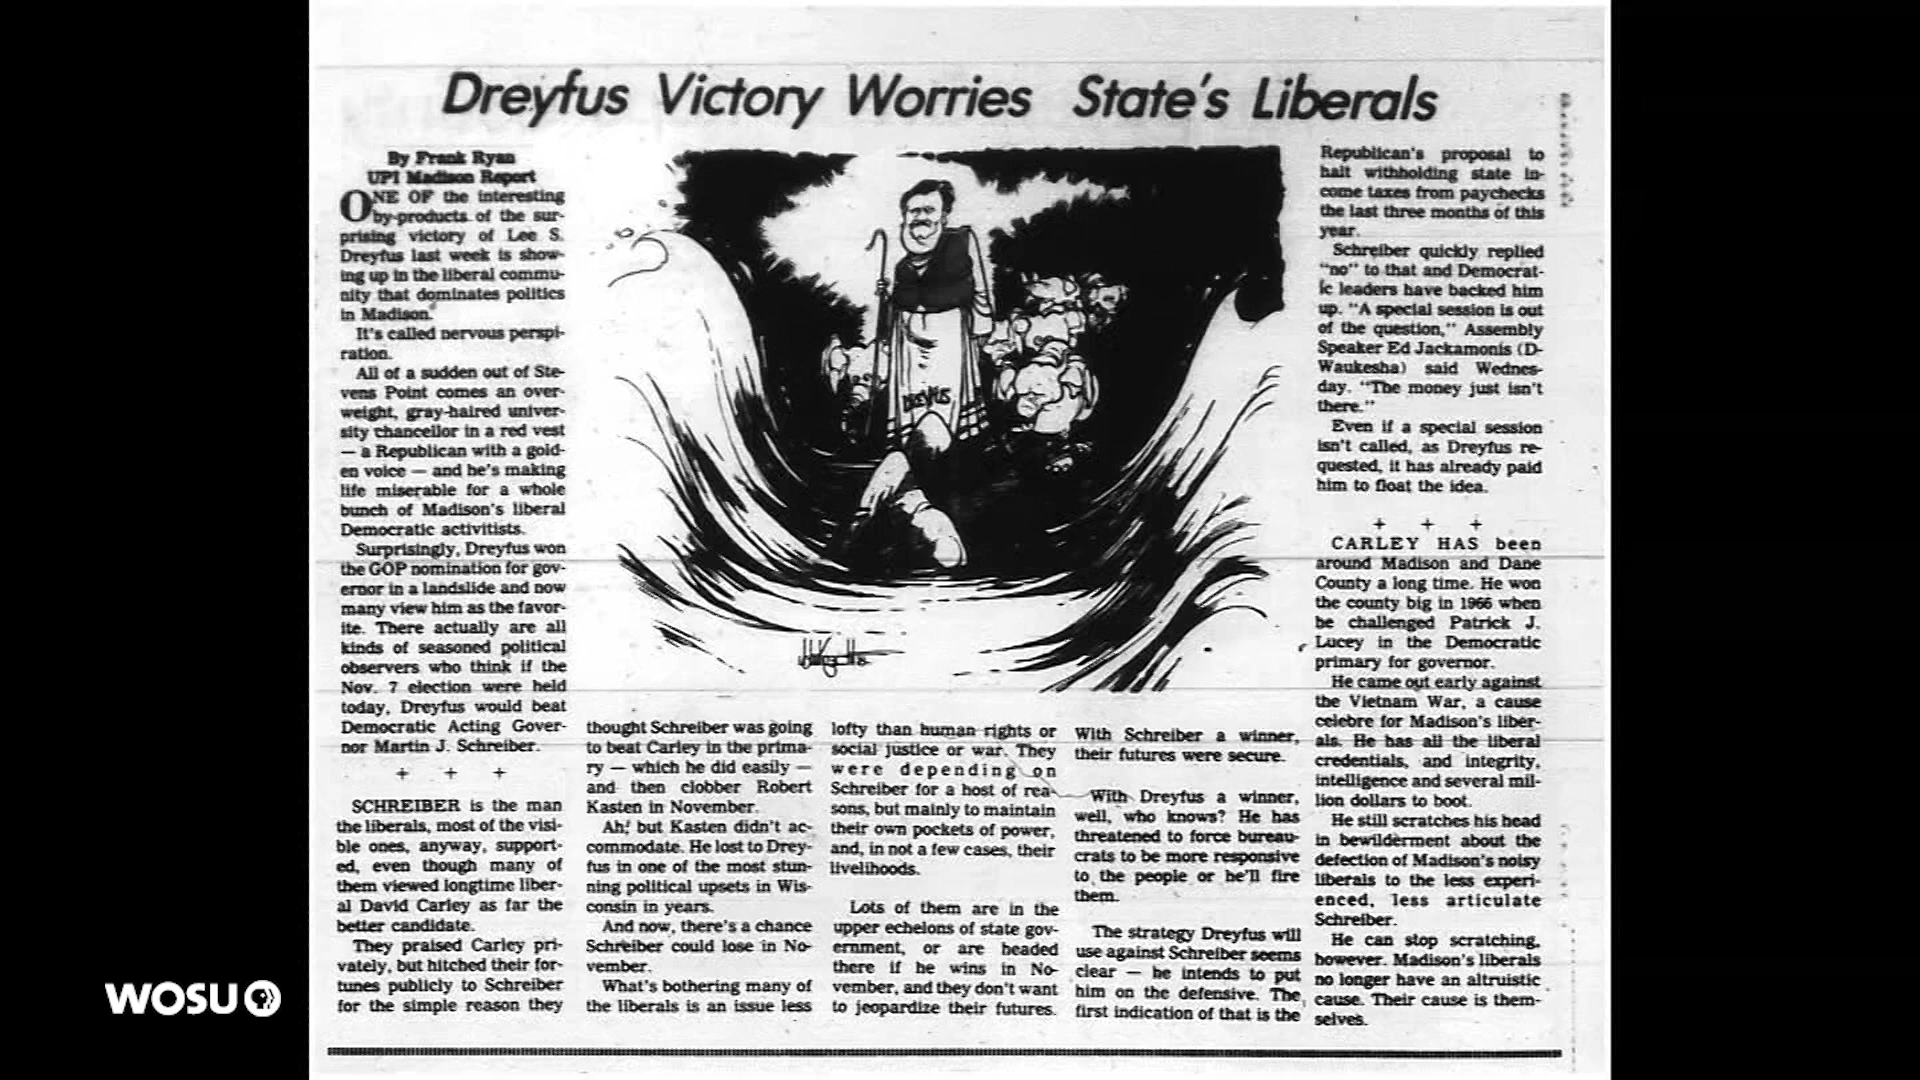 Dreyfus Victory Worries State's Liberals
By Frank Ryan
UPI Madison Report
ONE OF the interesting
by-products of the sur-
prising victory of Lee S.
Dreyfus last week is show-
ing up in the liberal commu-
nity that dominates politics
in Madison.
It's called nervous perspi-
ration.
All of a sudden out of Ste-
vens Point comes an over-
weight, gray-haired univer-
sity chancellor in a red vest
— a Republican with a gold-
en voice — and he's making
life miserable for a whole
bunch of Madison's liberal
Democratic activitists.
Surprisingly, Dreyfus won
the GOP nomination for gov-
ernor in a landslide and now
many view him as the favor-
ite. There actually are all
kinds of seasoned political
observers who think if the
Nov. 7 election were held
today, Dreyfus would beat
Democratic Acting Gover-
nor Martin J. Schreiber.
+ + +
SCHREIBER is the man
the liberals, most of the visi-
ble ones, anyway, support-
ed, even though many of
them viewed longtime liber-
al David Carley as far the
better candidate.
They praised Carley pri-
vately, but hitched their for-
tunes publicly to Schreiber
for the simple reason they
DREYFUS
thought Schreiber was going
to beat Carley in the prima-
ry — which he did easily —
and then clobber Robert
Kasten in November.
Ah! but Kasten didn't ac-
commodate. He lost to Drey-
fus in one of the most stun-
ning political upsets in Wis-
consin in years.
And now, there's a chance
Schreiber could lose in No-
vember.
What's bothering many of
the liberals is an issue less
lofty than human rights or
social justice or war. They
were depending on
Schreiber for a host of rea-
sons, but mainly to maintain
their own pockets of power,
and, in not a few cases, their
livelihoods.
Lots of them are in the
upper echelons of state gov-
ernment, or are headed
there if he wins in No-
vember, and they don't want
to jeopardize their futures.
With Schreiber a winner,
their futures were secure.
With Dreyfus a winner,
well, who knows? He has
threatened to force bureau-
crats to be more responsive
to the people or he'll fire
them.
The strategy Dreyfus will
use against Schreiber seems
clear — he intends to put
him on the defensive. The
first indication of that is the
Republican's proposal to
halt withholding state in-
come taxes from paychecks
the last three months of this
year.
Schreiber quickly replied
"no" to that and Democrat-
ic leaders have backed him
up. "A special session is out
of the question," Assembly
Speaker Ed Jackamonis (D-
Waukesha) said Wednes-
day. "The money just isn't
there."
Even if a special session
isn't called, as Dreyfus re-
quested, it has already paid
him to float the idea.
+ + +
CARLEY HAS been
around Madison and Dane
County a long time. He won
the county big in 1966 when
he challenged Patrick J.
Lucey in the Democratic
primary for governor.
He came out early against
the Vietnam War, a cause
celebre for Madison's liber-
als. He has all the liberal
credentials, and integrity,
intelligence and several mil-
lion dollars to boot.
He still scratches his head
in bewilderment about the
defection of Madison's noisy
liberals to the less experi-
enced, less articulate
Schreiber.
He can stop scratching,
however. Madison's liberals
no longer have an altruistic
cause. Their cause is them-
selves.
WOSU